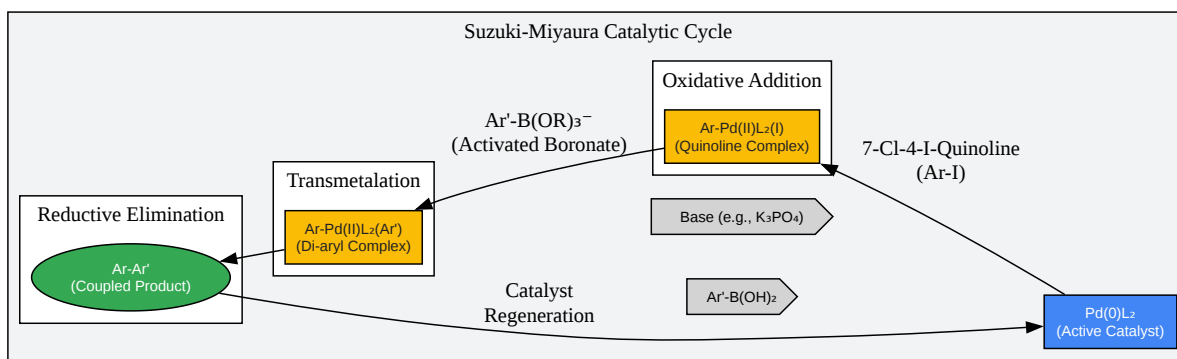 Suzuki-Miyaura Catalytic Cycle
Oxidative Addition
Ar-Pd(II)L₂(I)
(Quinoline Complex)
Ar'-B(OR)₃⁻
(Activated Boronate)
7-Cl-4-I-Quinoline
(Ar-I)
Transmetalation
Ar-Pd(II)L₂(Ar')
(Di-aryl Complex)
Reductive Elimination
Ar-Ar'
(Coupled Product)
Base (e.g., K₃PO₄)
Ar'-B(OH)₂
Catalyst
Regeneration
Pd(0)L₂
(Active Catalyst)